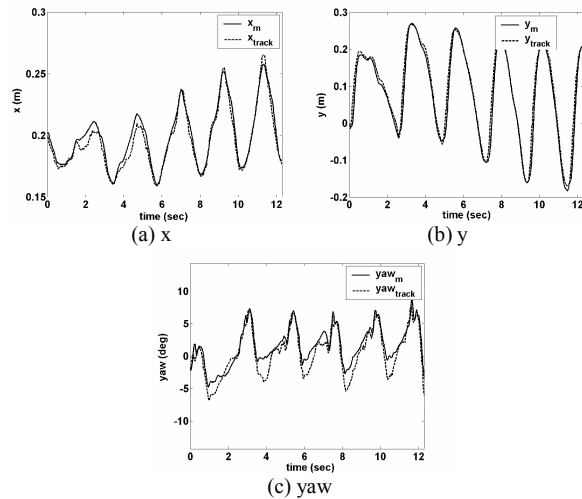 0.3
0.25
0.2
0.15
x (m)
0 2 4 6 8 10 12
time (sec)
x_m
x_track
(a) x
0.3
0.2
0.1
0
-0.1
-0.2
y (m)
0 2 4 6 8 10 12
time (sec)
y_m
y_track
(b) y
10
5
0
-5
-10
yaw (deg)
0 2 4 6 8 10 12
time (sec)
yaw_m
yaw_track
(c) yaw